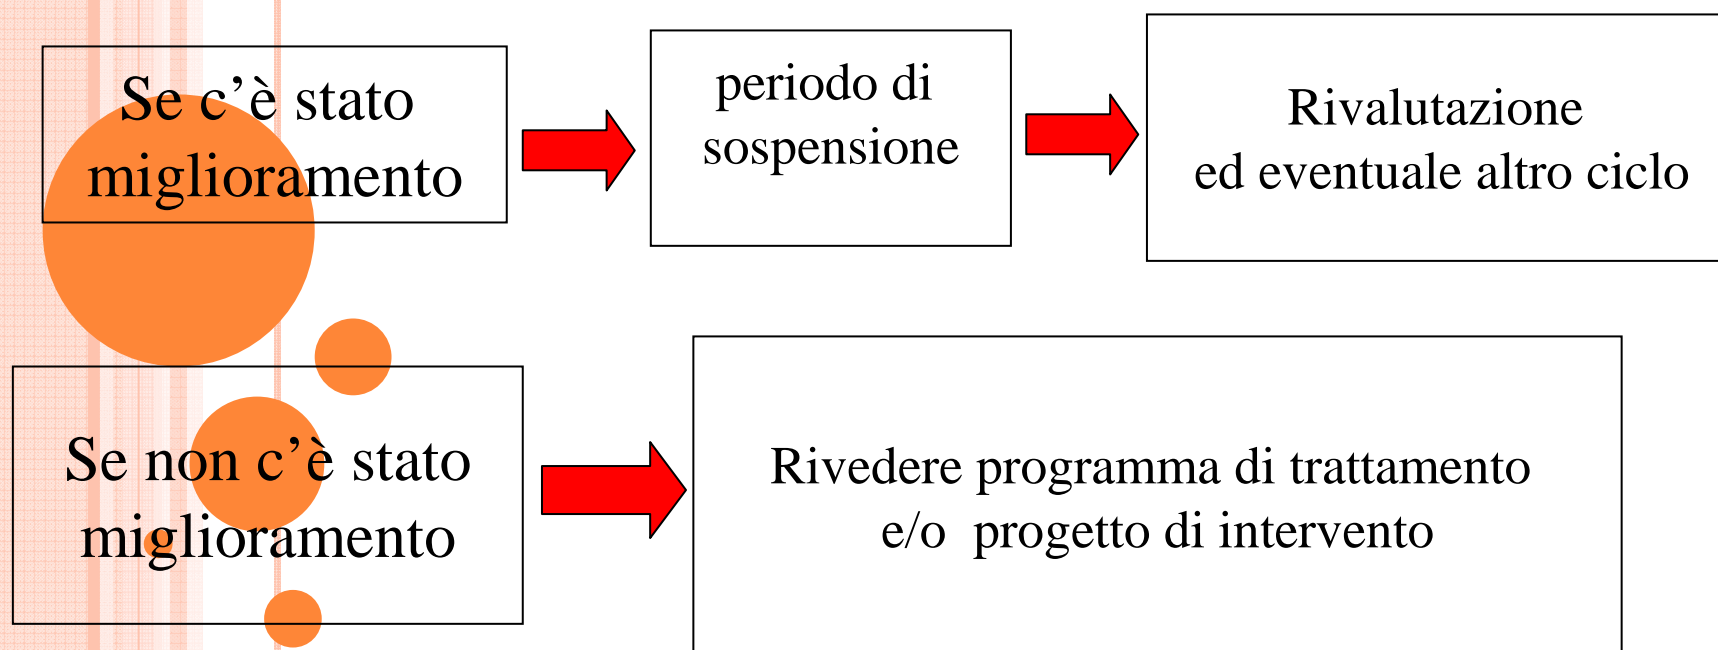 Se c’è stato
miglioramento
periodo di
sospensione
Rivalutazione
ed eventuale altro ciclo
Se non c’è stato
miglioramento
Rivedere programma di trattamento
e/o progetto di intervento